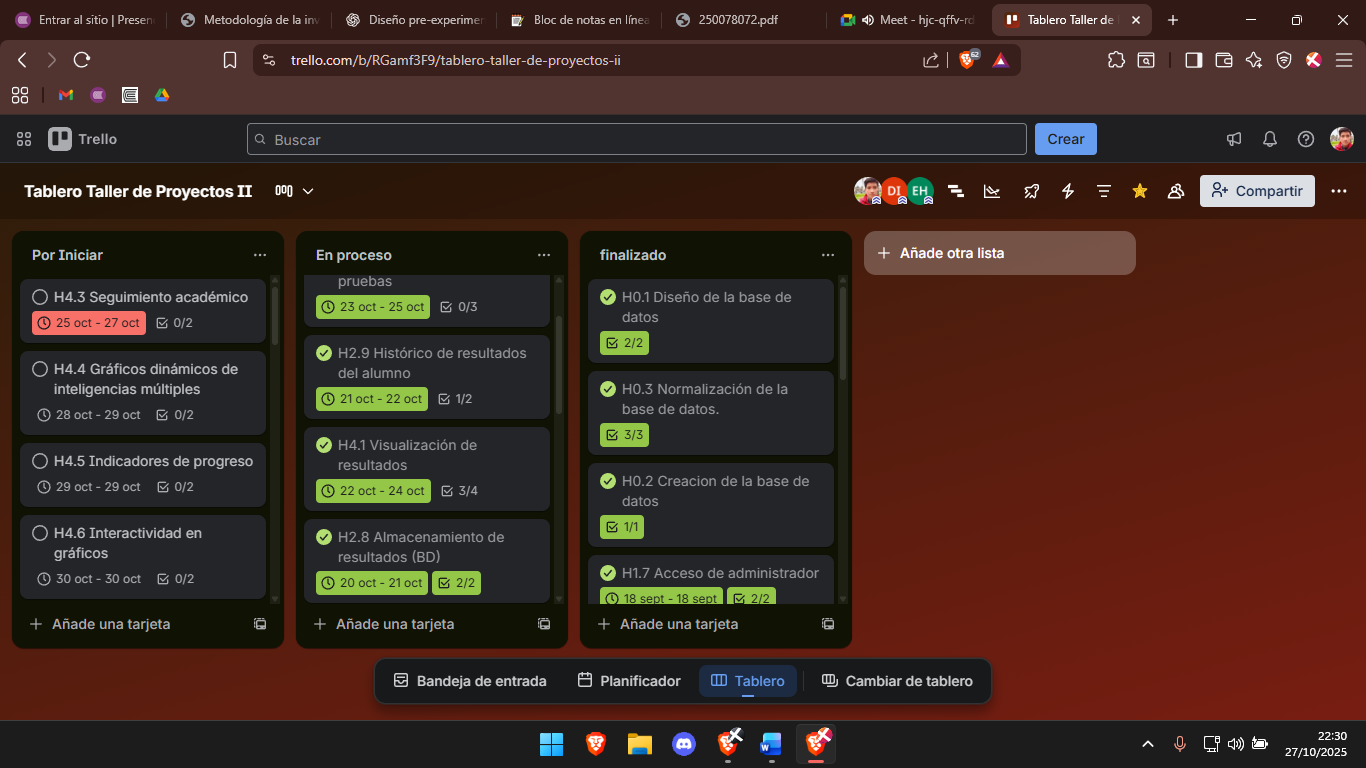 Entrar al sitio | Presen
Metodología de la inv
Diseño pre-experimen
Bloc de notas en línea
250078072.pdf
Meet - hjc-qffv-rd
Tablero Taller de
trello.com/b/RGamf3F9/tablero-taller-de-proyectos-ii
62
Trello
Buscar
Crear
Tablero Taller de Proyectos II
DI
EH
Compartir
Por Iniciar
H4.3 Seguimiento académico
25 oct - 27 oct
0/2
H4.4 Gráficos dinámicos de
inteligencias múltiples
28 oct - 29 oct
0/2
H4.5 Indicadores de progreso
29 oct - 29 oct
0/2
H4.6 Interactividad en
gráficos
30 oct - 30 oct
0/2
Añade una tarjeta
En proceso
pruebas
23 oct - 25 oct
0/3
H2.9 Histórico de resultados
del alumno
21 oct - 22 oct
1/2
H4.1 Visualización de
resultados
22 oct - 24 oct
3/4
H2.8 Almacenamiento de
resultados (BD)
20 oct - 21 oct
2/2
Añade una tarjeta
finalizado
H0.1 Diseño de la base de
datos
2/2
H0.3 Normalización de la
base de datos.
3/3
H0.2 Creacion de la base de
datos
1/1
H1.7 Acceso de administrador
18 sept - 18 sept
2/2
Añade una tarjeta
Añade otra lista
Bandeja de entrada
Planificador
Tablero
Cambiar de tablero
22:30
27/10/2025